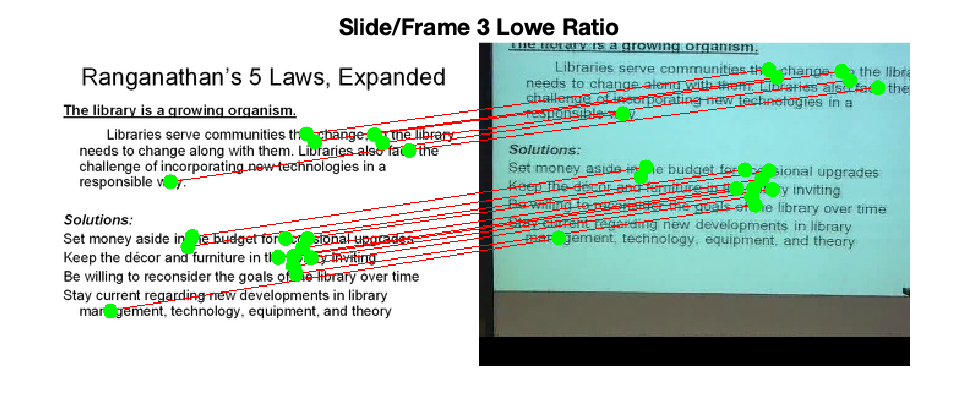 Slide/Frame 3 Lowe Ratio
Ranganathan's 5 Laws, Expanded
The library is a growing organism.
Libraries serve communities that change, so the library
needs to change along with them. Libraries also face the
challenge of incorporating new technologies in a
responsible way.
Solutions:
Set money aside in the budget for occasional upgrades
Keep the décor and furniture in the library inviting
Be willing to reconsider the goals of the library over time
Stay current regarding new developments in library
management, technology, equipment, and theory
The library is a growing organism.
Libraries serve communities that change, so the libra
needs to change along with them. Libraries also face the
challenge of incorporating new technologies in a
responsible way
Solutions:
Set money aside in the budget for occasional upgrades
Keep the décor and furniture in the library inviting
Be willing to reconsider the goals of the library over time
Stay current regarding new developments in library
management, technology, equipment, and theory